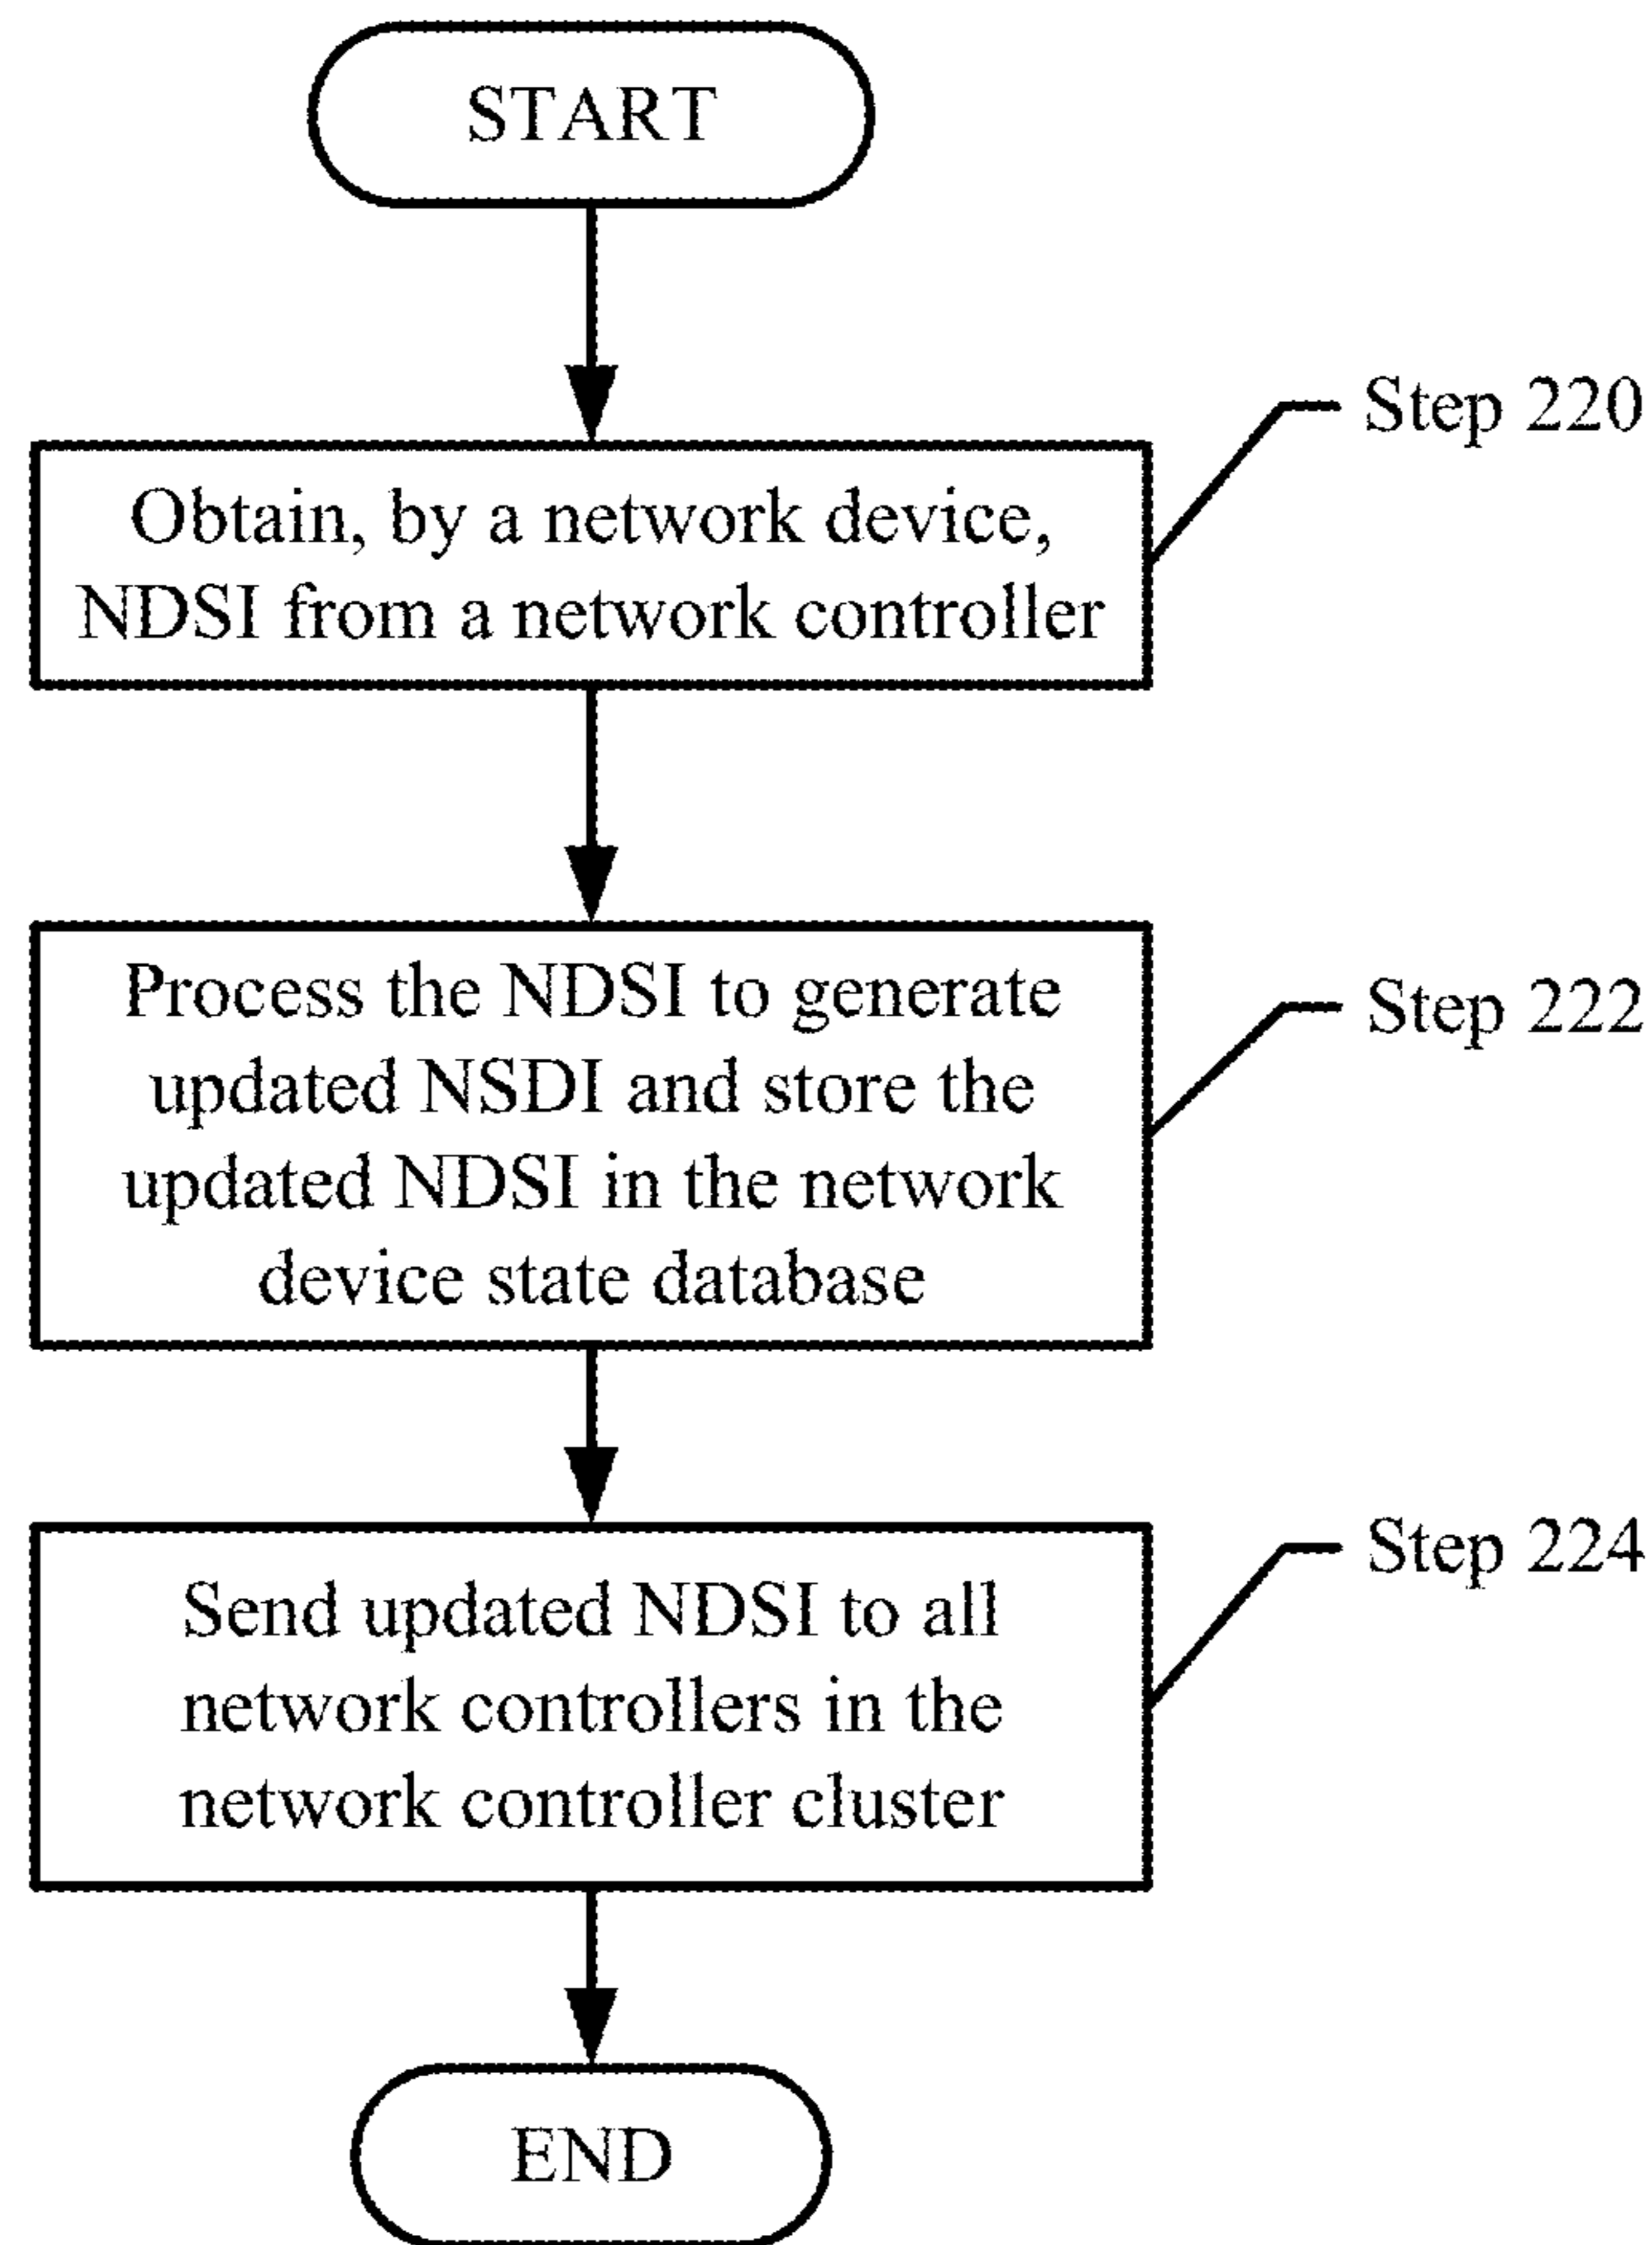 START
Step 220
Obtain, by a network device,
NDSI from a network controller
Step 222
Process the NDSI to generate
updated NSDI and store the
updated NDSI in the network
device state database
Step 224
Send updated NDSI to all
network controllers in the
network controller cluster
END